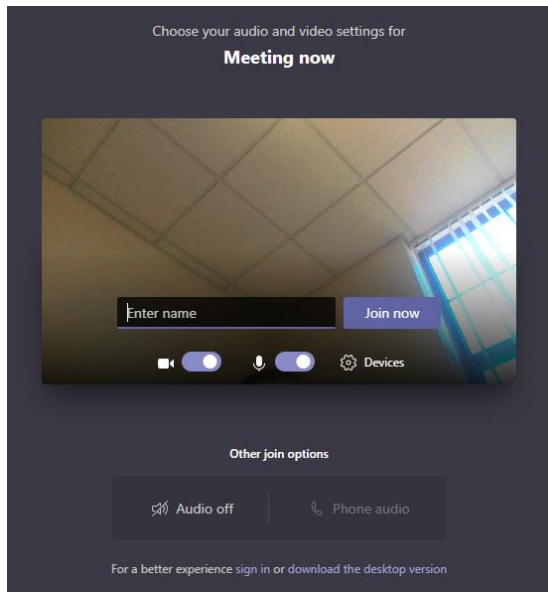 Choose your audio and video settings for
Meeting now
Enter name
Join now
Devices
Other join options
Audio off
Phone audio
For a better experience sign in or download the desktop version